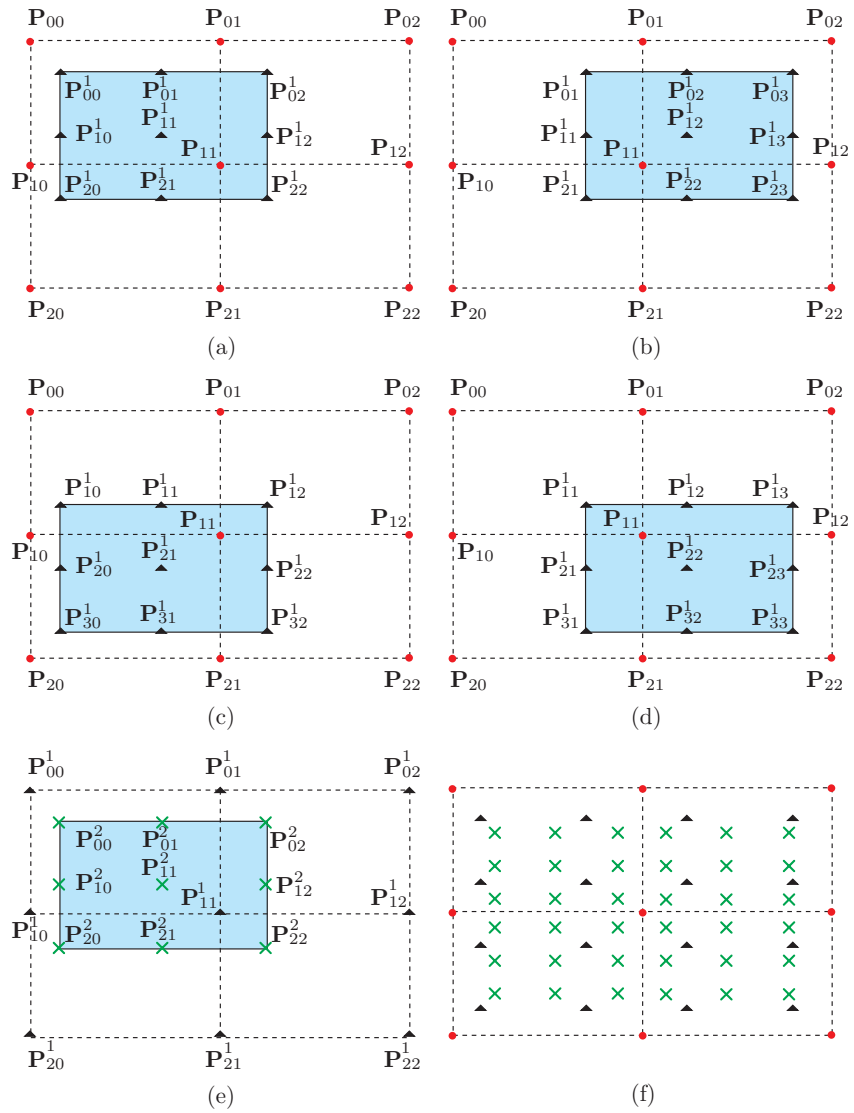 P₀₀ P₀₁ P₀₂ P₀₀ P₀₁ P₀₂
P¹₀₀ P¹₀₁ P¹₀₂ P¹₀₁ P¹₀₂ P¹₀₃
P¹₁₀ P¹₁₁ P¹₁₂ P¹₁₁ P¹₁₂ P¹₁₃
P₁₁ P₁₂ P₁₁ P₁₂
P₁₀ P¹₂₀ P¹₂₁ P¹₂₂ P₁₀ P¹₂₁ P¹₂₂ P¹₂₃
P₂₀ P₂₁ P₂₂ P₂₀ P₂₁ P₂₂
(a) (b)
P₀₀ P₀₁ P₀₂ P₀₀ P₀₁ P₀₂
P¹₁₀ P¹₁₁ P¹₁₂ P¹₁₁ P¹₁₂ P¹₁₃
P₁₁ P₁₂ P₁₁ P₁₂
P₁₀ P¹₂₀ P¹₂₁ P¹₂₂ P₁₀ P¹₂₁ P¹₂₂ P¹₂₃
P¹₃₀ P¹₃₁ P¹₃₂ P¹₃₁ P¹₃₂ P¹₃₃
P₂₀ P₂₁ P₂₂ P₂₀ P₂₁ P₂₂
(c) (d)
P¹₀₀ P¹₀₁ P¹₀₂
P²₀₀ P²₀₁ P²₀₂
P²₁₀ P²₁₁ P²₁₂
P¹₁₁ P¹₁₂
P¹₁₀ P²₂₀ P²₂₁ P²₂₂
P¹₂₀ P¹₂₁ P¹₂₂
(e) (f)